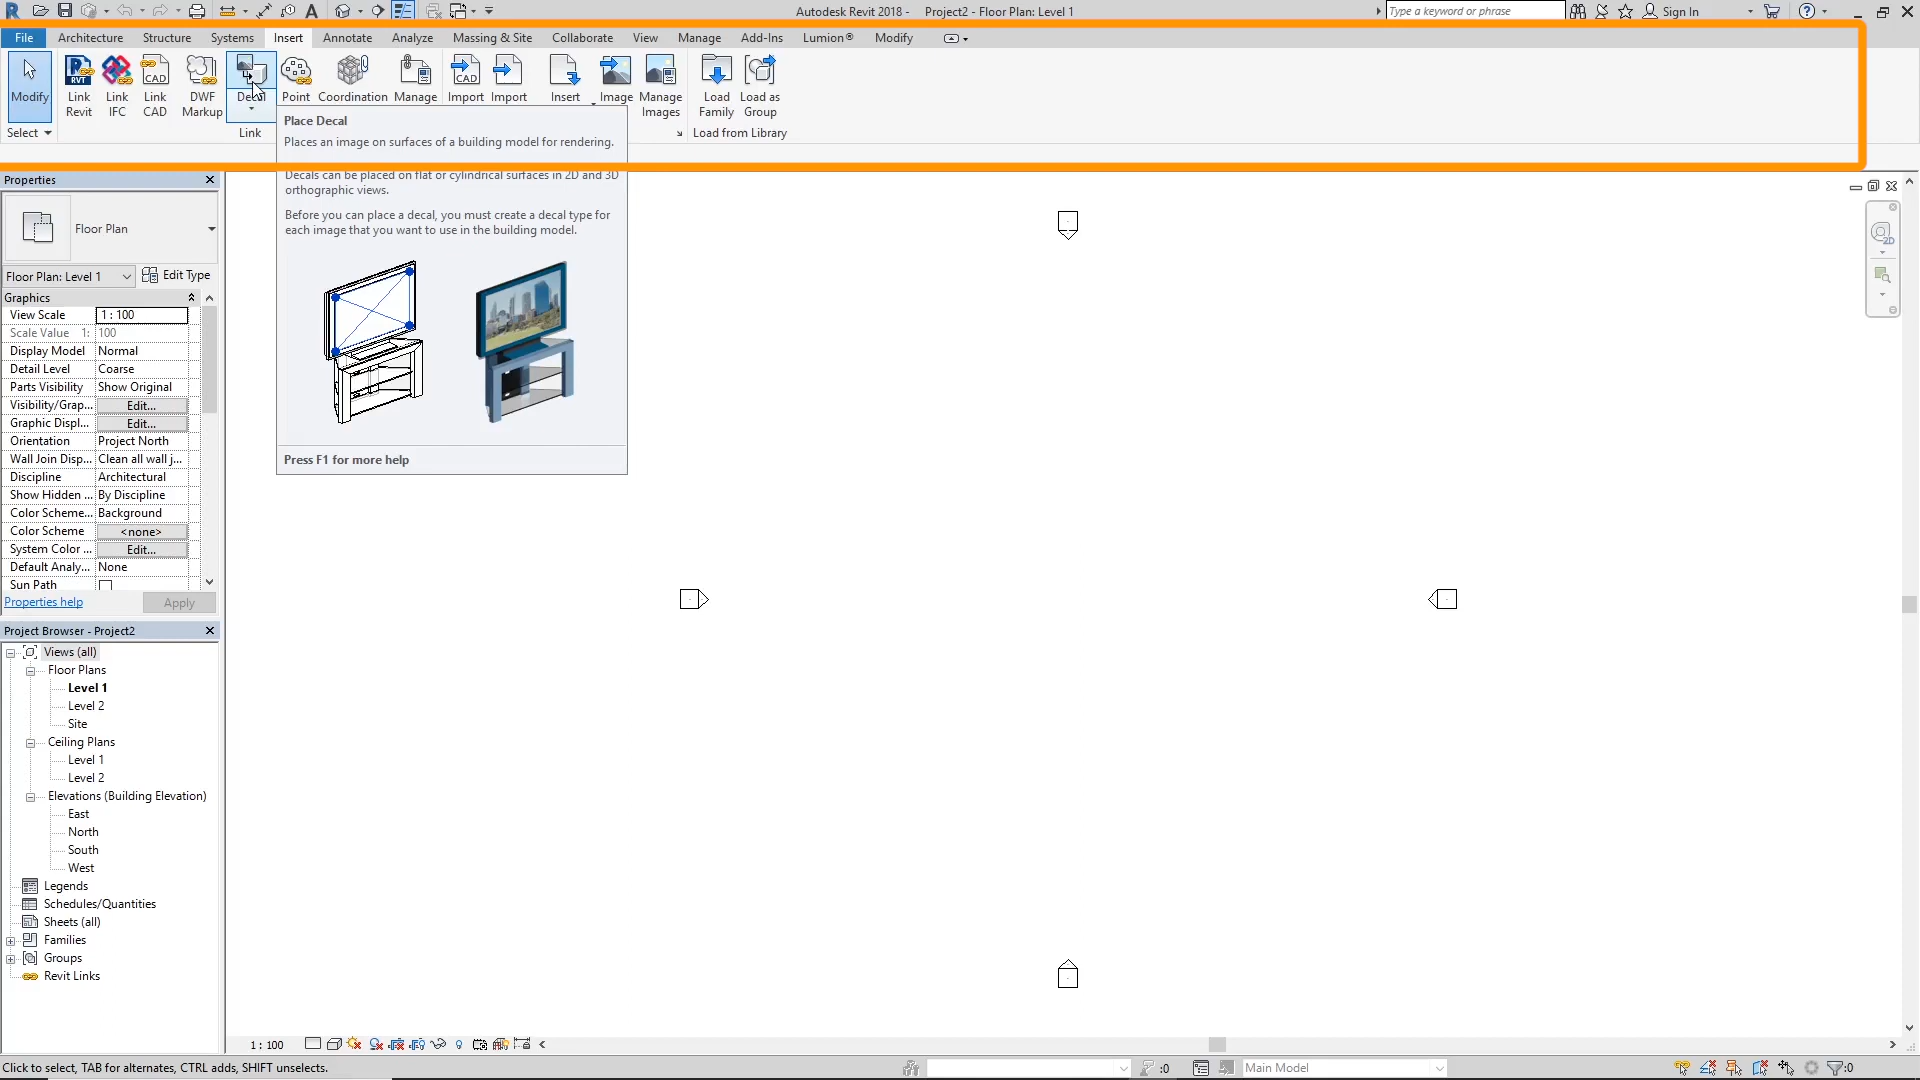 Autodesk Revit 2018 - Project2 - Floor Plan: Level 1
Type a keyword or phrase
Sign In
File Architecture Structure Systems Insert Annotate Analyze Massing & Site Collaborate View Manage Add-Ins Lumion® Modify
Modify
Link Revit
Link IFC
Link CAD
DWF Markup
Decal
Point
Coordination
Manage
Import
Import
Insert
Image
Manage Images
Load Family
Load as Group
Select
Link
Load from Library
Place Decal
Places an image on surfaces of a building model for rendering.
Decals can be placed on flat or cylindrical surfaces in 2D and 3D
orthographic views.
Before you can place a decal, you must create a decal type for
each image that you want to use in the building model.
Press F1 for more help
Properties
Floor Plan
Floor Plan: Level 1
Edit Type
Graphics
View Scale 1 : 100
Scale Value 1: 100
Display Model Normal
Detail Level Coarse
Parts Visibility Show Original
Visibility/Grap... Edit...
Graphic Displ... Edit...
Orientation Project North
Wall Join Disp... Clean all wall j...
Discipline Architectural
Show Hidden ... By Discipline
Color Scheme... Background
Color Scheme <none>
System Color ... Edit...
Default Analy... None
Sun Path
Properties help
Apply
Project Browser - Project2
Views (all)
Floor Plans
Level 1
Level 2
Site
Ceiling Plans
Level 1
Level 2
Elevations (Building Elevation)
East
North
South
West
Legends
Schedules/Quantities
Sheets (all)
Families
Groups
Revit Links
2D
1 : 100
Click to select, TAB for alternates, CTRL adds, SHIFT unselects.
:0
Main Model
:0